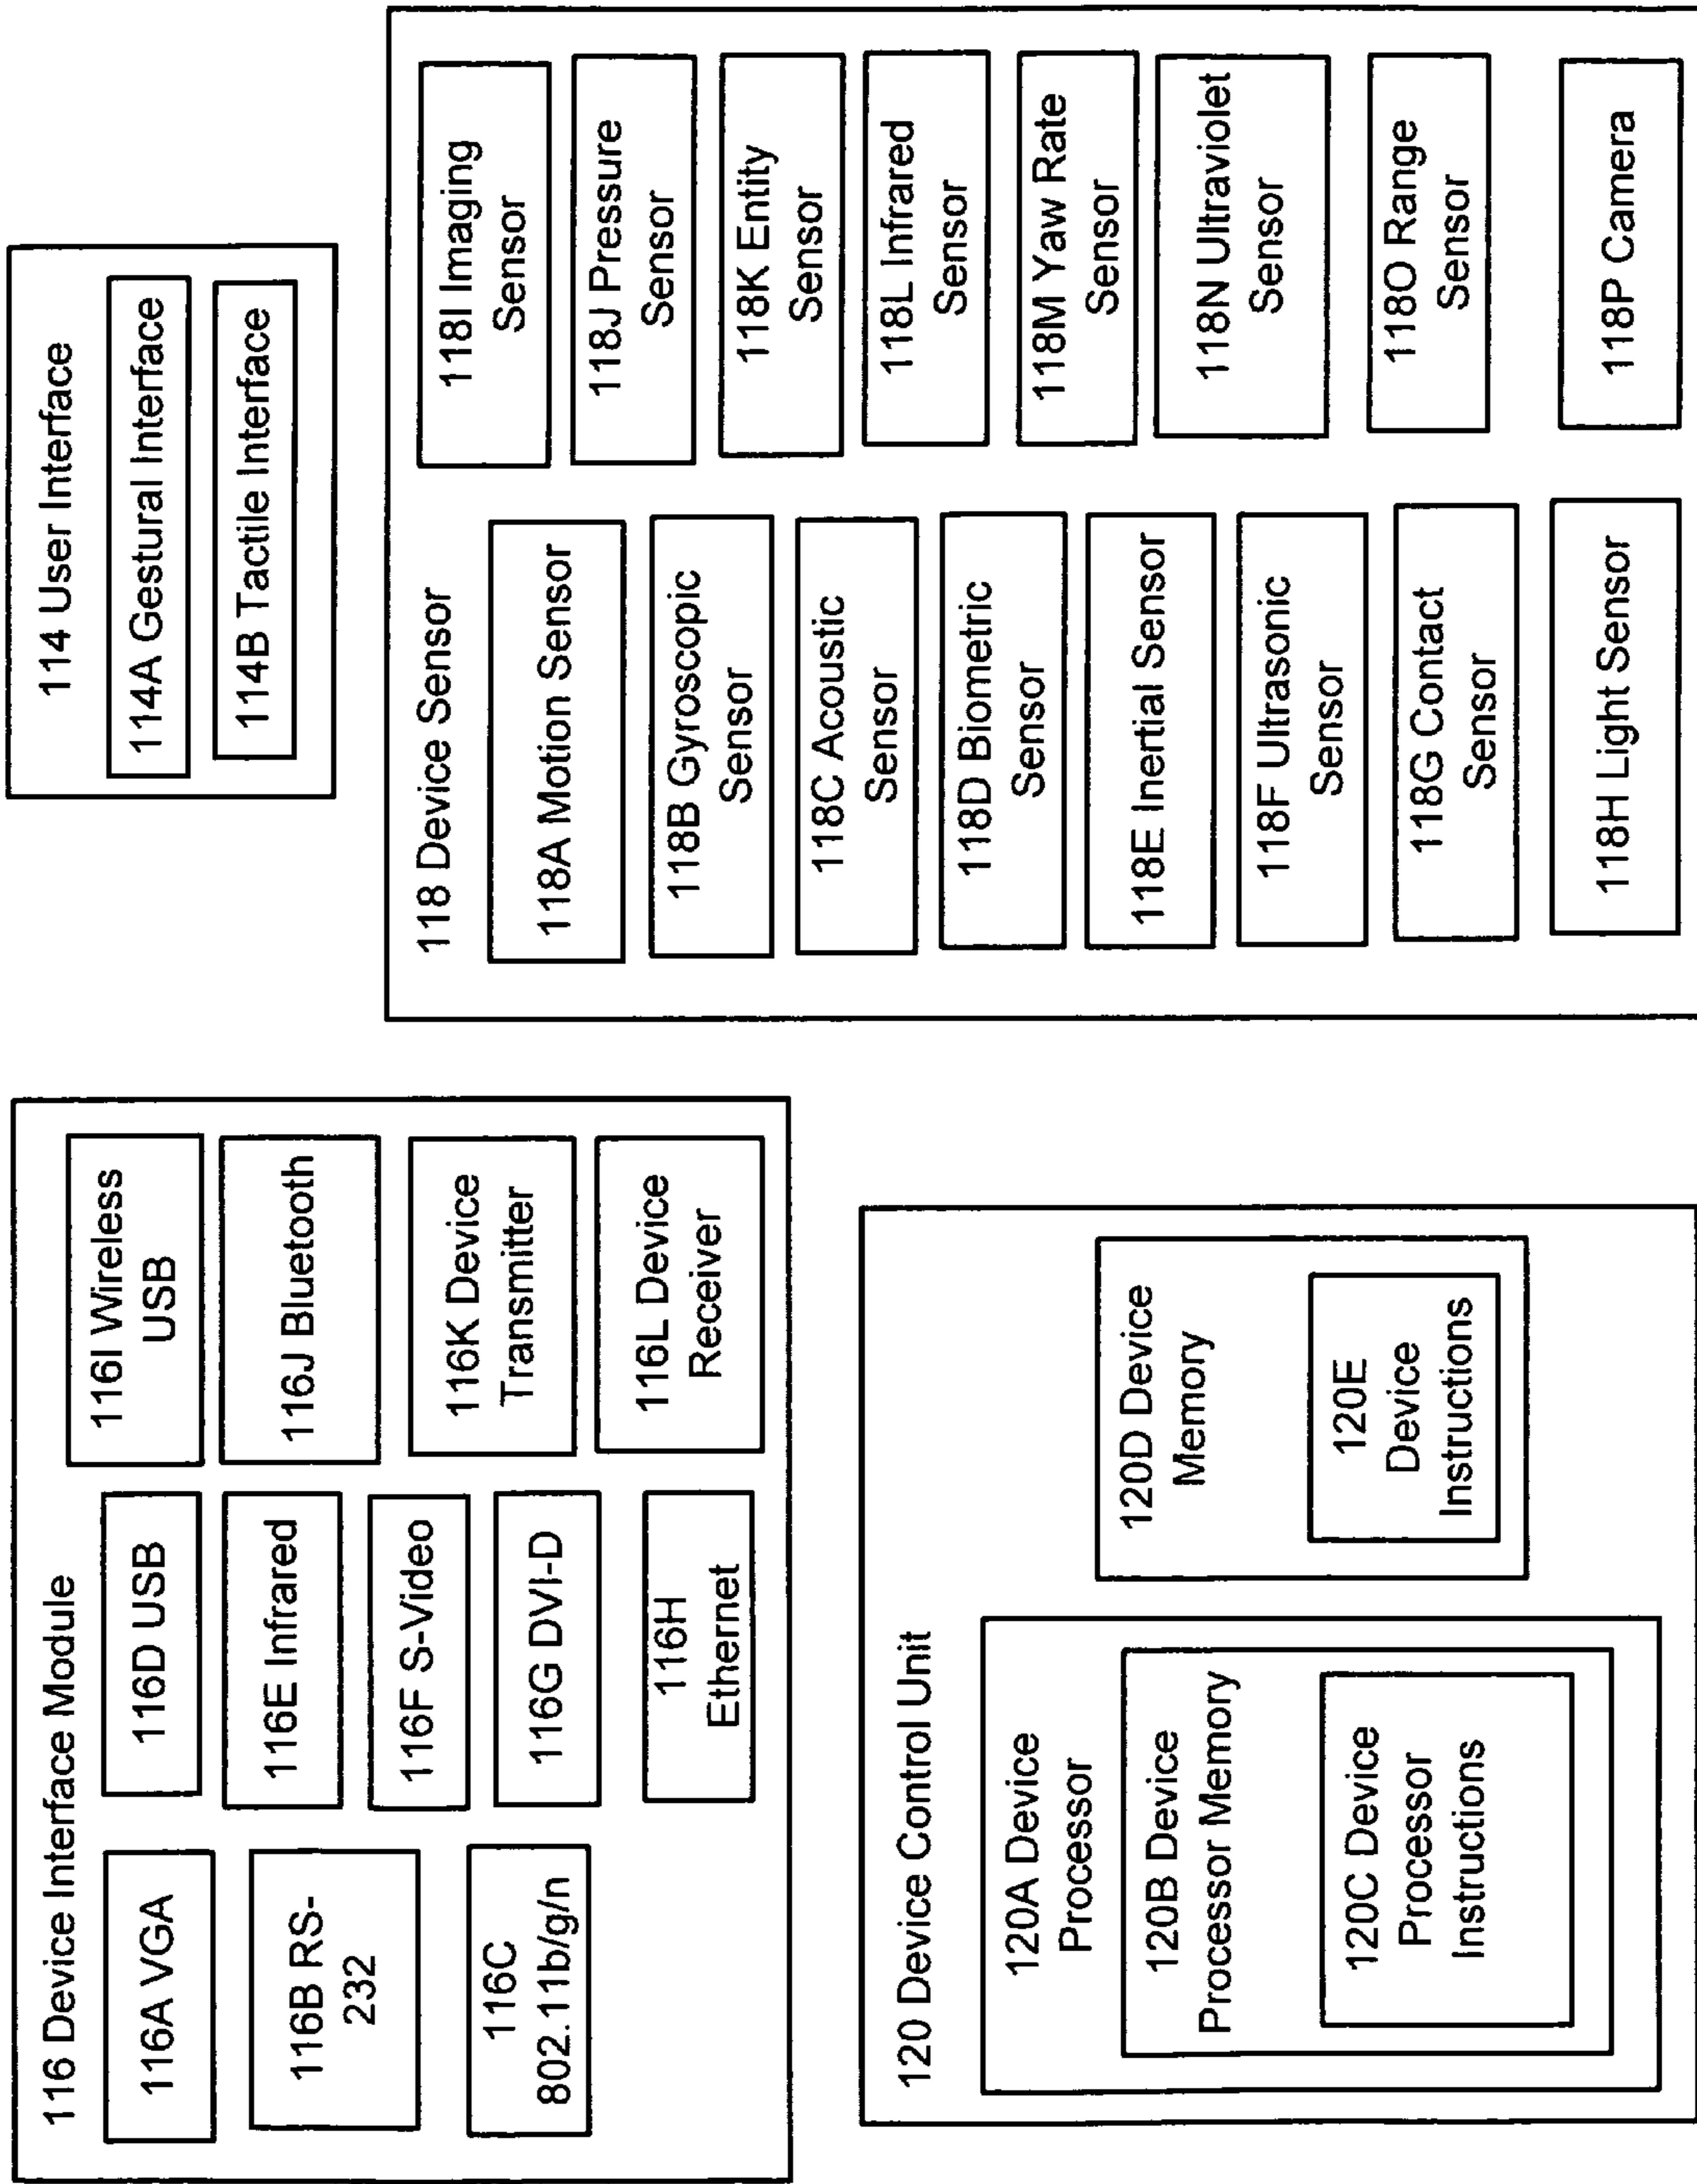 116 Device Interface Module
116A VGA
116B RS-
232
116C
802.11b/g/n
116D USB
116E Infrared
116F S-Video
116G DVI-D
116H
Ethernet
116I Wireless
USB
116J Bluetooth
116K Device
Transmitter
116L Device
Receiver
114 User Interface
114A Gestural Interface
114B Tactile Interface
120 Device Control Unit
120A Device
Processor
120B Device
Processor Memory
120C Device
Processor
Instructions
120D Device
Memory
120E
Device
Instructions
118 Device Sensor
118A Motion Sensor
118B Gyroscopic
Sensor
118C Acoustic
Sensor
118D Biometric
Sensor
118E Inertial Sensor
118F Ultrasonic
Sensor
118G Contact
Sensor
118H Light Sensor
118I Imaging
Sensor
118J Pressure
Sensor
118K Entity
Sensor
118L Infrared
Sensor
118M Yaw Rate
Sensor
118N Ultraviolet
Sensor
118O Range
Sensor
118P Camera